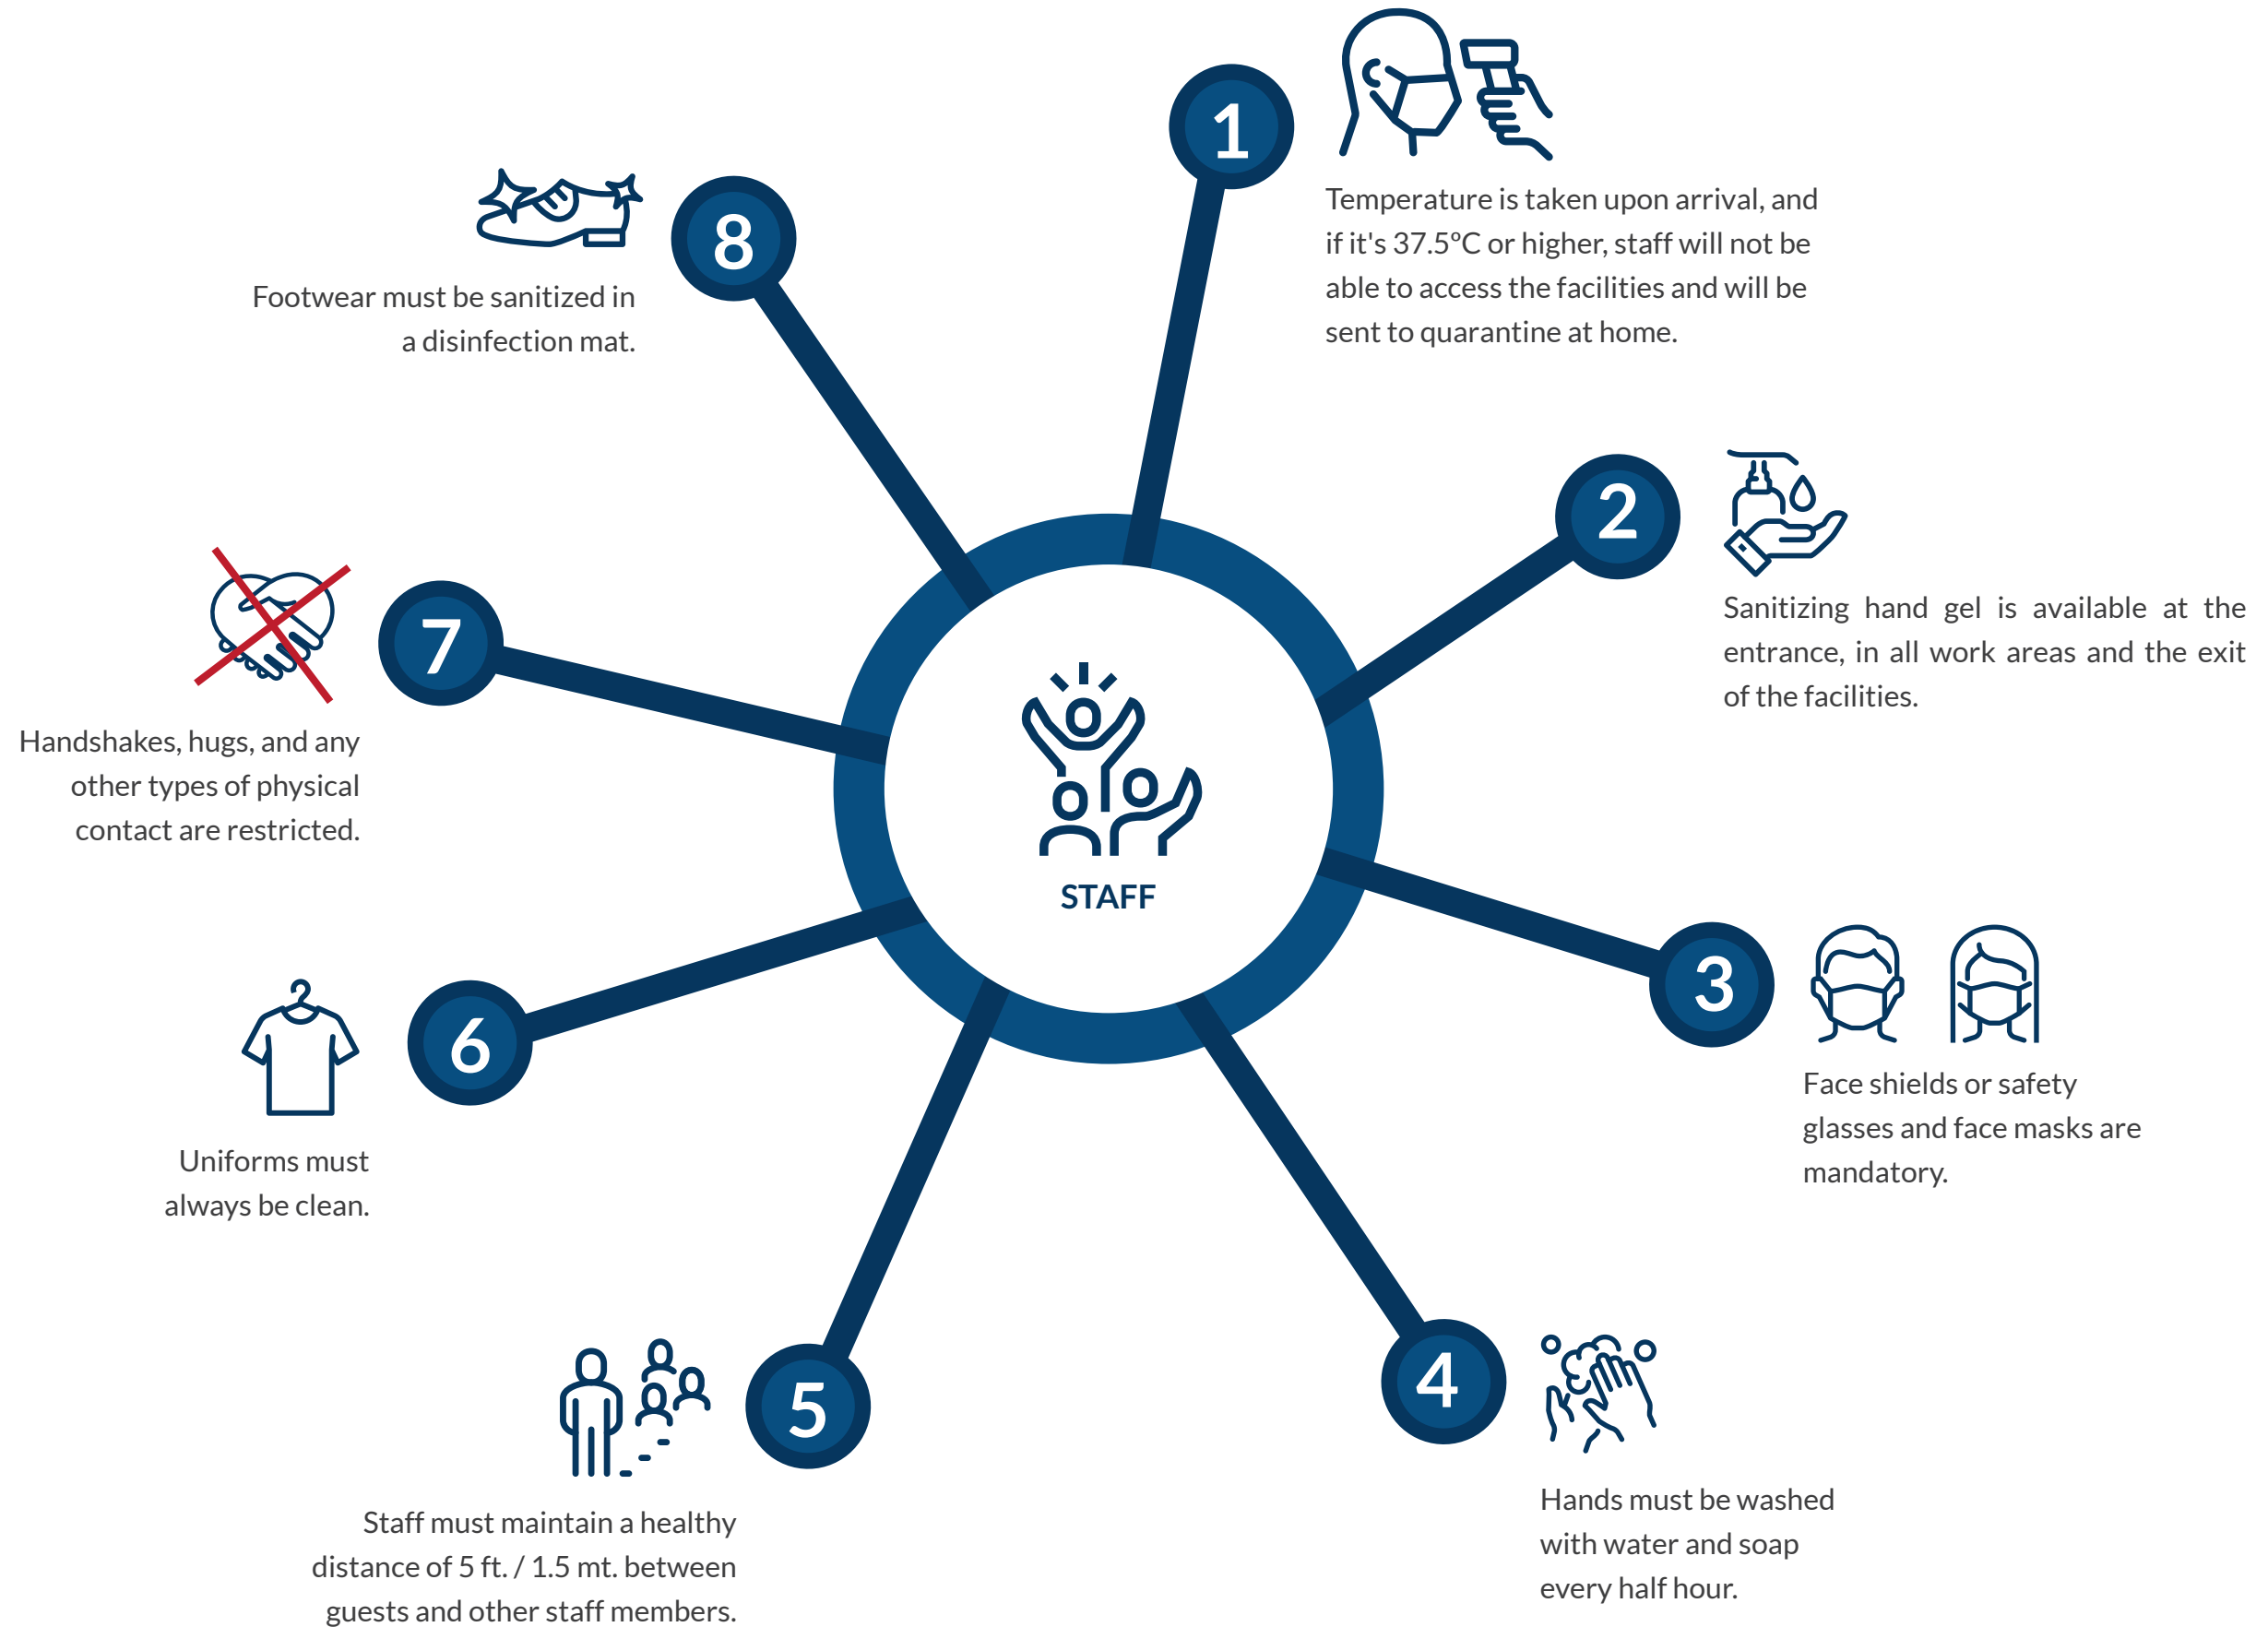 1
Temperature is taken upon arrival, and
if it's 37.5°C or higher, staff will not be
able to access the facilities and will be
sent to quarantine at home.
2
Sanitizing hand gel is available at the
entrance, in all work areas and the exit
of the facilities.
3
Face shields or safety
glasses and face masks are
mandatory.
4
Hands must be washed
with water and soap
every half hour.
5
Staff must maintain a healthy
distance of 5 ft. / 1.5 mt. between
guests and other staff members.
6
Uniforms must
always be clean.
7
Handshakes, hugs, and any
other types of physical
contact are restricted.
8
Footwear must be sanitized in
a disinfection mat.
STAFF